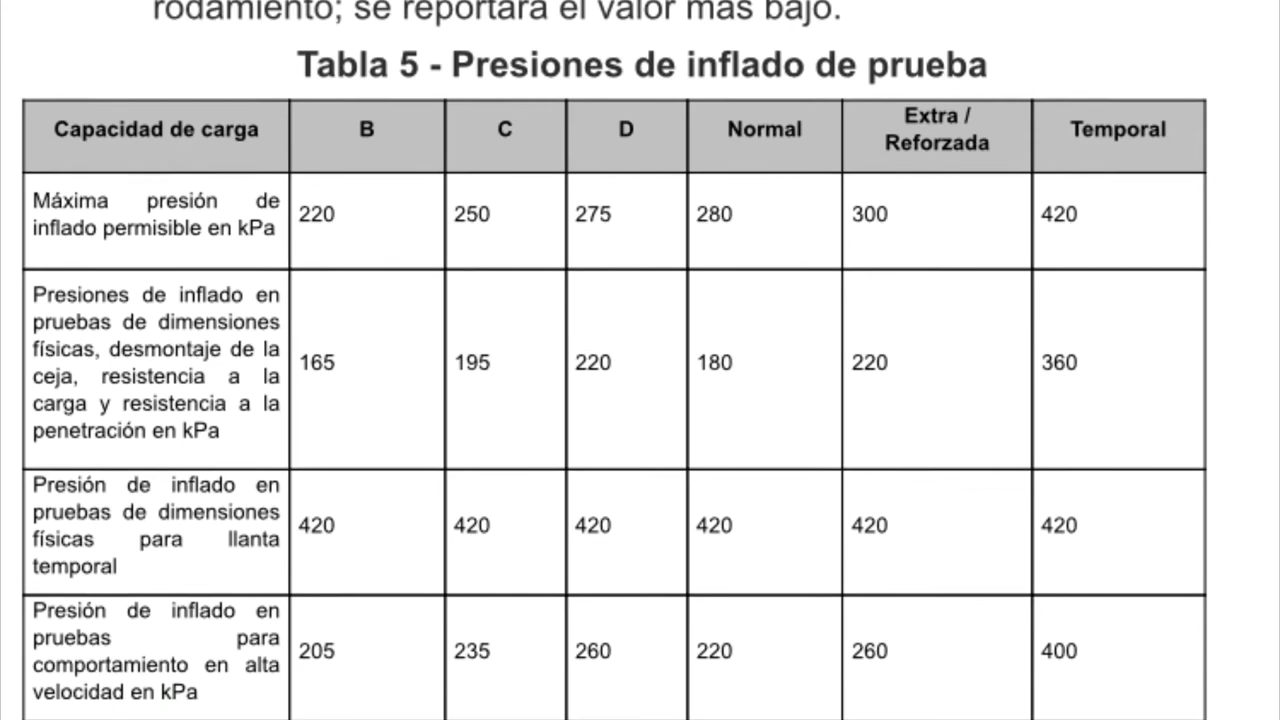 rodamiento; se reportará el valor más bajo.
Tabla 5 - Presiones de inflado de prueba
Capacidad de carga B C D Normal Extra / Reforzada Temporal
Máxima presión de
inflado permisible en kPa
220 250 275 280 300 420
Presiones de inflado en
pruebas de dimensiones
físicas, desmontaje de la
ceja, resistencia a la
carga y resistencia a la
penetración en kPa
165 195 220 180 220 360
Presión de inflado en
pruebas de dimensiones
físicas para llanta
temporal
420 420 420 420 420 420
Presión de inflado en
pruebas para
comportamiento en alta
velocidad en kPa
205 235 260 220 260 400